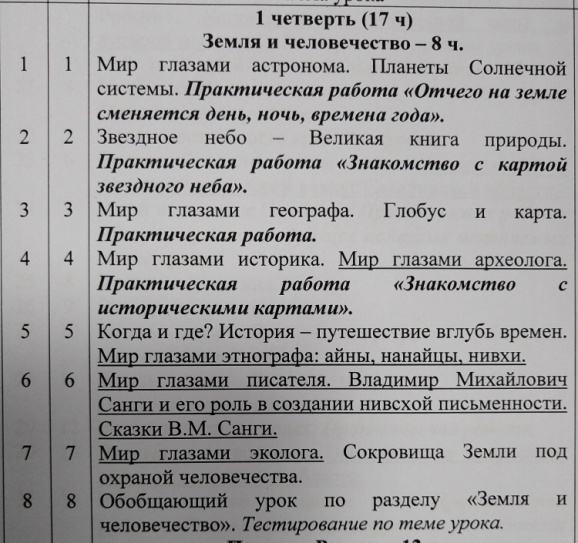 1 четверть (17 ч)
Земля и человечество – 8 ч.
1 1 Мир глазами астронома. Планеты Солнечной
системы. Практическая работа «Отчего на земле
сменяется день, ночь, времена года».
2 2 Звездное небо – Великая книга природы.
Практическая работа «Знакомство с картой
звездного неба».
3 3 Мир глазами географа. Глобус и карта.
Практическая работа.
4 4 Мир глазами историка. Мир глазами археолога.
Практическая работа «Знакомство с
историческими картами».
5 5 Когда и где? История – путешествие вглубь времен.
Мир глазами этнографа: айны, нанайцы, нивхи.
6 6 Мир глазами писателя. Владимир Михайлович
Санги и его роль в создании нивсхой письменности.
Сказки В.М. Санги.
7 7 Мир глазами эколога. Сокровища Земли под
охраной человечества.
8 8 Обобщающий урок по разделу «Земля и
человечество». Тестирование по теме урока.